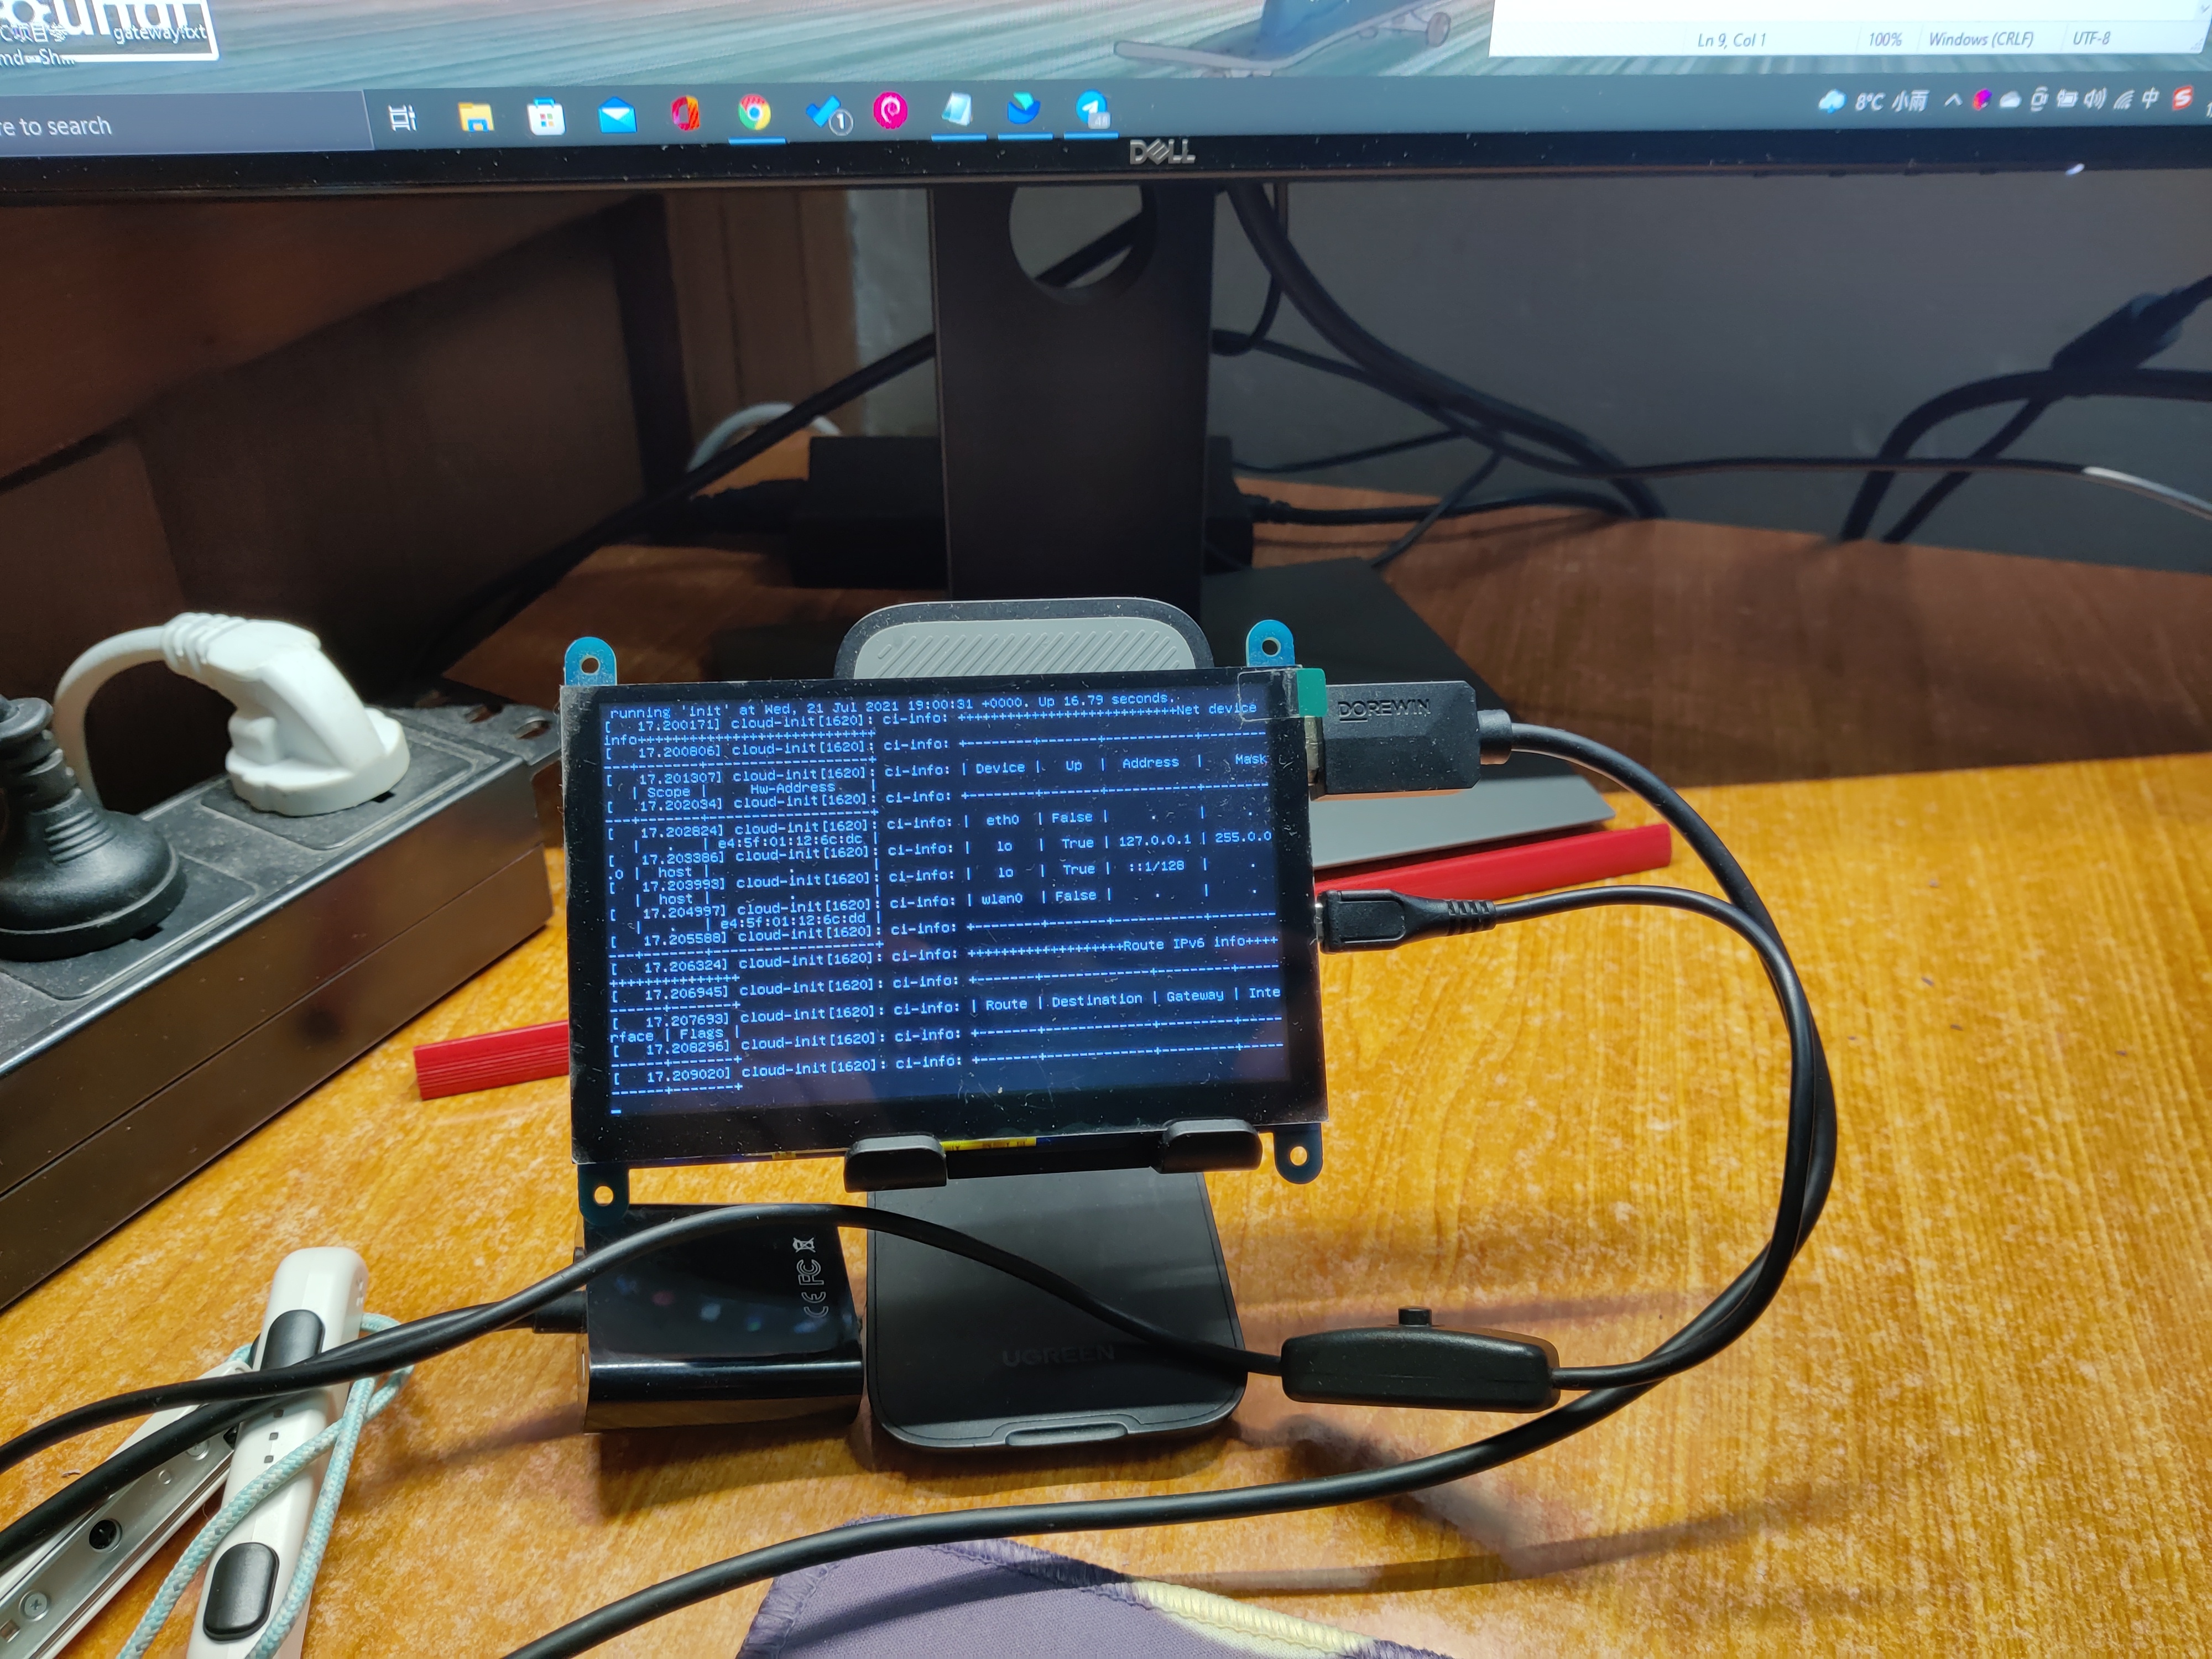 gateway.txt
Ln 9, Col 1
100%
Windows (CRLF)
UTF-8
re to search
1
8°C 小雨
中
DELL
DOREWIN
running 'init' at Wed, 21 Jul 2021 19:00:31 +0000. Up 16.79 seconds.
[ 17.200171] cloud-init[1620]: ci-info: ++++++++++++++++++++++++++++Net device
info+++++++++++++++++++++++++++++
[ 17.200806] cloud-init[1620]: ci-info: +--------+-------+-----------+------
---+-------+-------------------+
[ 17.201307] cloud-init[1620]: ci-info: | Device | Up | Address | Mask
| Scope | Hw-Address |
[ 17.202034] cloud-init[1620]: ci-info: +--------+-------+-----------+------
---+-------+-------------------+
[ 17.202824] cloud-init[1620]: ci-info: | eth0 | False | . | .
| . | e4:5f:01:12:6c:dc |
[ 17.203386] cloud-init[1620]: ci-info: | lo | True | 127.0.0.1 | 255.0.0
.0 | host | . |
[ 17.203993] cloud-init[1620]: ci-info: | lo | True | ::1/128 | .
| host | . |
[ 17.204997] cloud-init[1620]: ci-info: | wlan0 | False | . | .
| . | e4:5f:01:12:6c:dd |
[ 17.205588] cloud-init[1620]: ci-info: +--------+-------+-----------+------
---+-------+-------------------+
[ 17.206324] cloud-init[1620]: ci-info: +++++++++++++++++++Route IPv6 info++++
+++++++++++++++
[ 17.206945] cloud-init[1620]: ci-info: +-------+-------------+---------+-----
------+-------+
[ 17.207693] cloud-init[1620]: ci-info: | Route | Destination | Gateway | Inte
rface | Flags |
[ 17.208296] cloud-init[1620]: ci-info: +-------+-------------+---------+-----
------+-------+
[ 17.209020] cloud-init[1620]: ci-info: +-------+-------------+---------+-----
------+-------+
CE FC
UGREEN